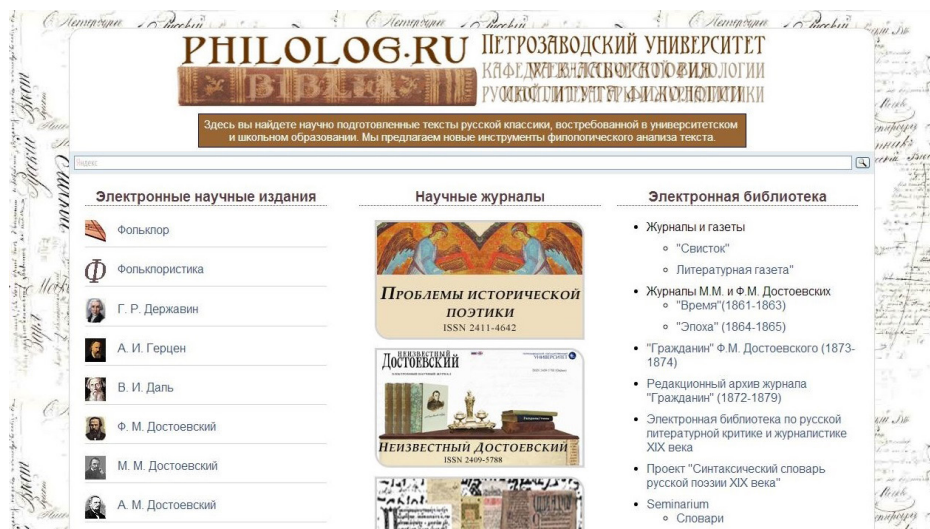 PHILOLOG.RU
ПЕТРОЗАВОДСКИЙ УНИВЕРСИТЕТ
BIBLIA
Здесь вы найдете научно подготовленные тексты русской классики, востребованной в университетском
и школьном образовании. Мы предлагаем новые инструменты филологического анализа текста.
Яндекс
Электронные научные издания
Фольклор
Фольклористика
Г. Р. Державин
А. И. Герцен
В. И. Даль
Ф. М. Достоевский
М. М. Достоевский
А. М. Достоевский
Научные журналы
ПРОБЛЕМЫ ИСТОРИЧЕСКОЙ
ПОЭТИКИ
ISSN 2411-4642
НЕИЗВЕСТНЫЙ
ДОСТОЕВСКИЙ
УНИВЕРСИТЕТ
НЕИЗВЕСТНЫЙ ДОСТОЕВСКИЙ
ISSN 2409-5788
Электронная библиотека
Журналы и газеты
"Свисток"
Литературная газета"
Журналы М.М. и Ф.М. Достоевских
"Время"(1861-1863)
"Эпоха" (1864-1865)
"Гражданин" Ф.М. Достоевского (1873-
1874)
Редакционный архив журнала
"Гражданин" (1872-1879)
Электронная библиотека по русской
литературной критике и журналистике
XIX века
Проект "Синтаксический словарь
русской поэзии XIX века"
Seminarium
Словари